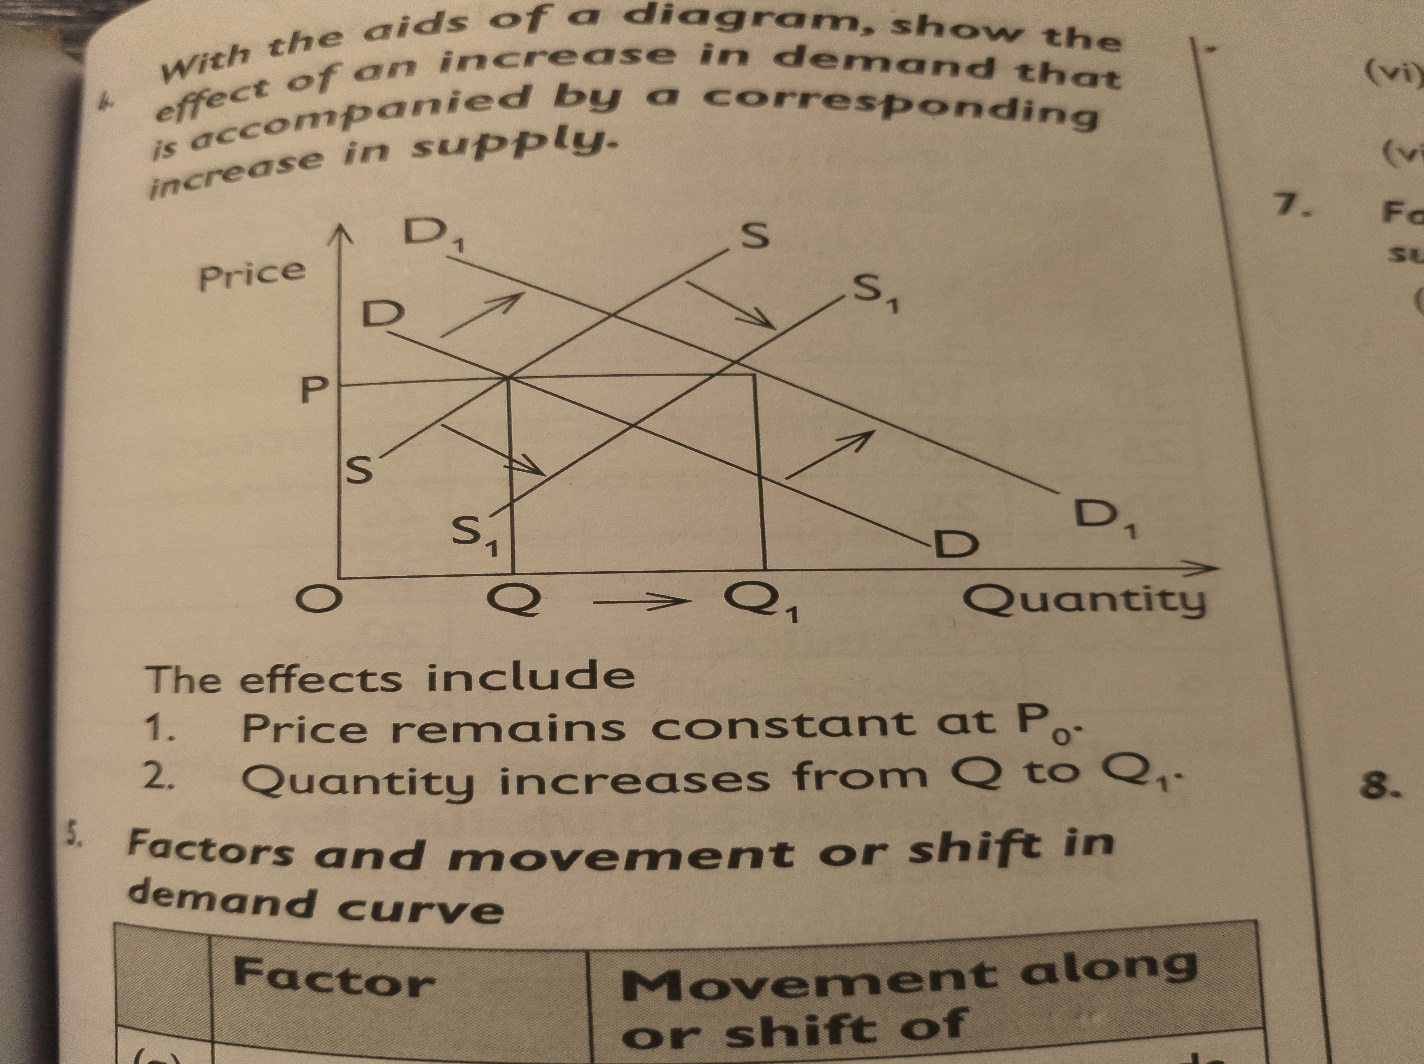 4. With the aids of a diagram, show the
effect of an increase in demand that
is accompanied by a corresponding
increase in supply.
Price
D₁
S
S₁
D
P
S
S₁
D₁
D
O
Q
Q₁
Quantity
The effects include
1. Price remains constant at P₀.
2. Quantity increases from Q to Q₁.
5. Factors and movement or shift in
demand curve
Factor
Movement along
or shift of
(vi)
7.
8.